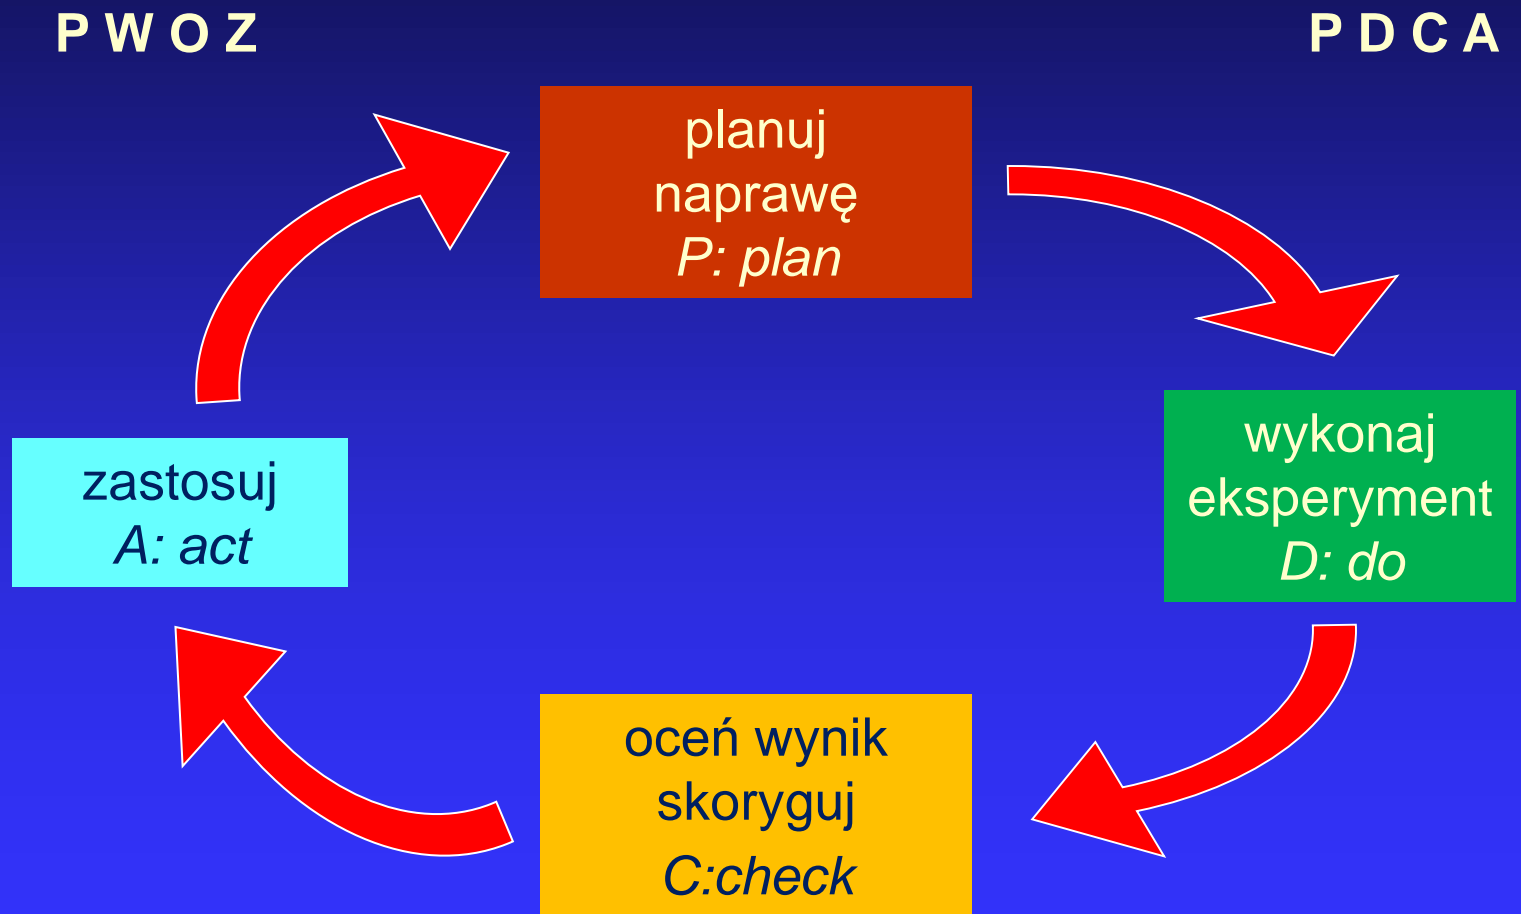 P W O Z
P D C A
planuj
naprawę
P: plan
wykonaj
eksperyment
D: do
zastosuj
A: act
oceń wynik
skoryguj
C:check